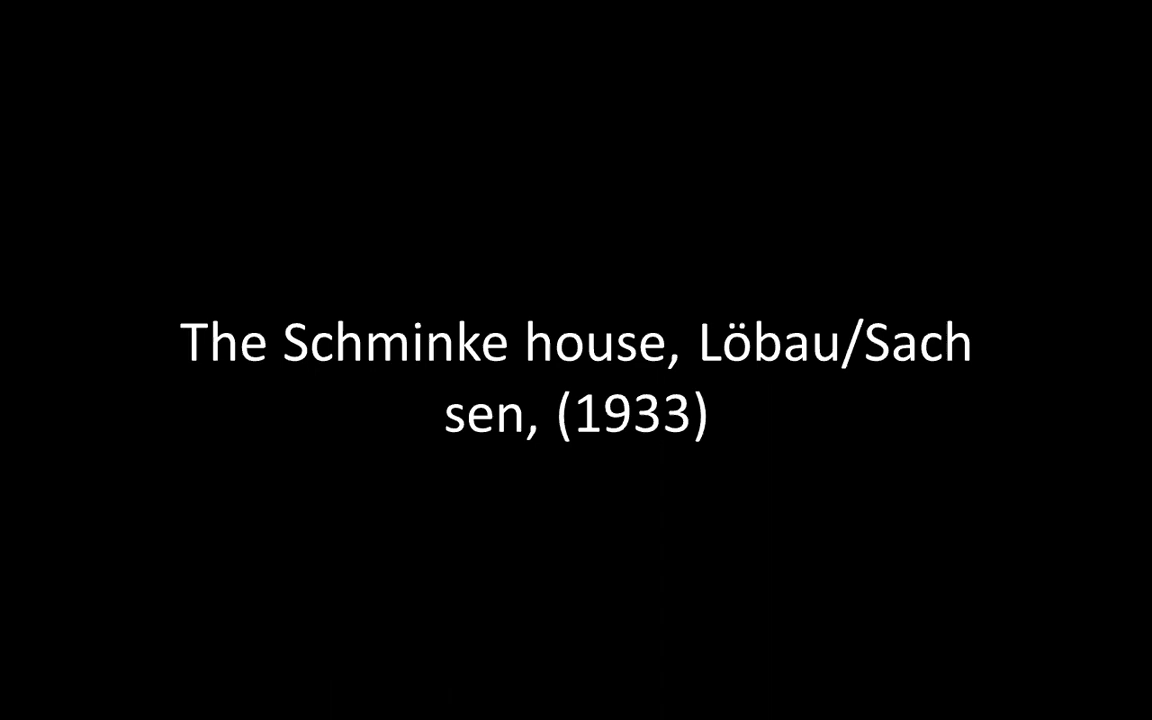 The Schminke house, Löbau/Sach
sen, (1933)